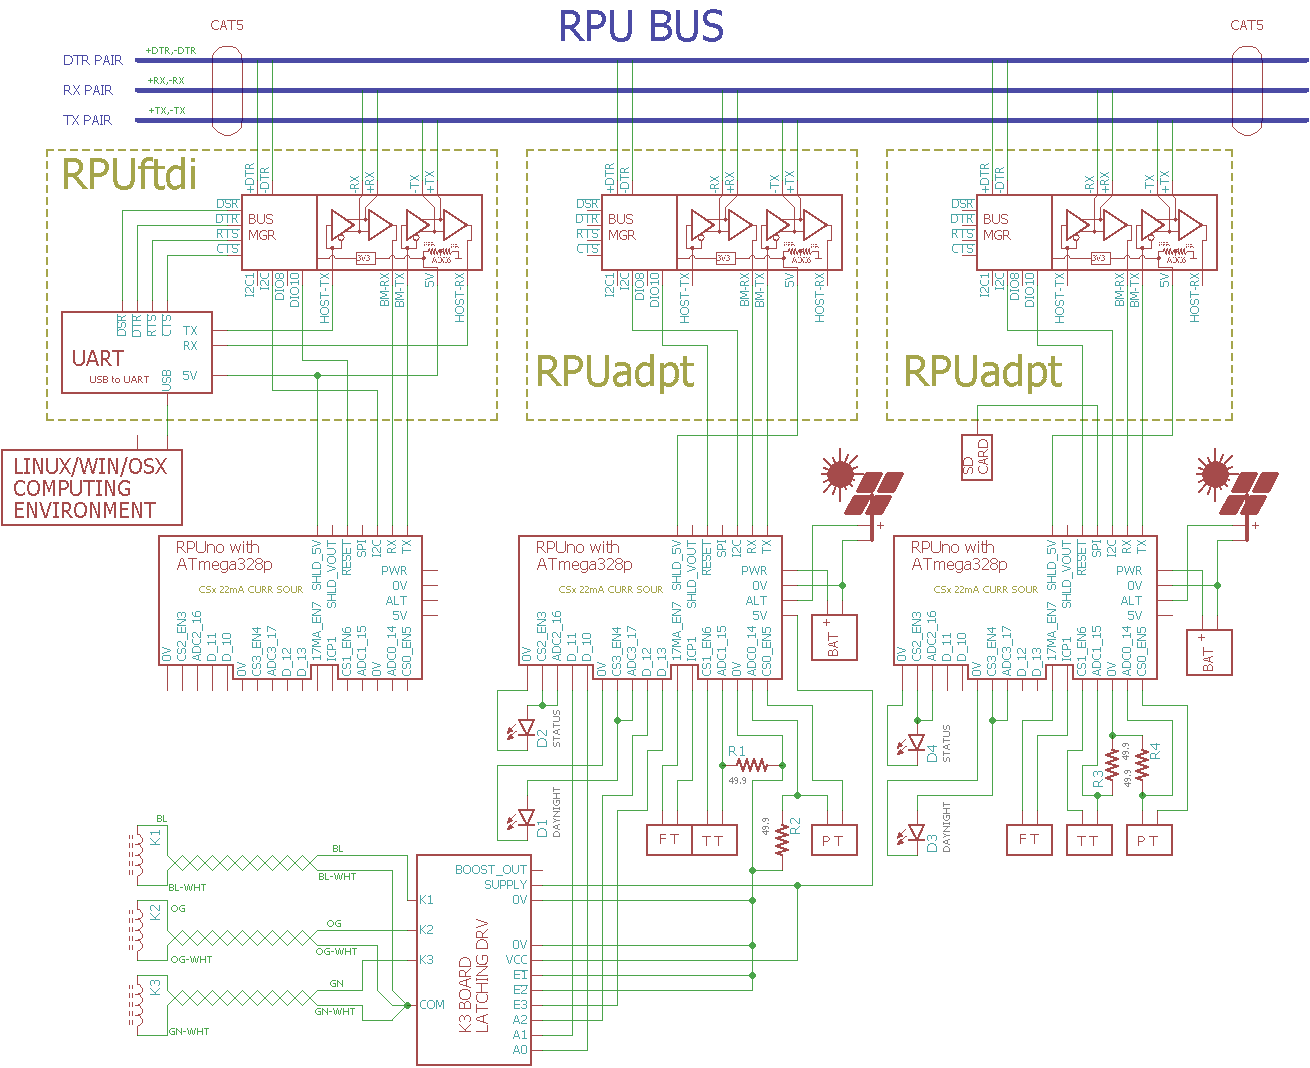 RPU BUS
CAT5
CAT5
DTR PAIR
+DTR,-DTR
RX PAIR
+RX,-RX
TX PAIR
+TX,-TX
RPUftdi
+DTR
-DTR
-RX
+RX
-TX
+TX
DSR
DTR
RTS
CTS
BUS
MGR
3V3
ADC6
I2C1
I2C
DIO8
DIO10
HOST-TX
BM-RX
BM-TX
5V
HOST-RX
DSR
DTR
RTS
CTS
TX
RX
5V
USB
UART
USB to UART
LINUX/WIN/OSX
COMPUTING
ENVIRONMENT
+DTR
-DTR
-RX
+RX
-TX
+TX
DSR
DTR
RTS
CTS
BUS
MGR
3V3
ADC6
I2C1
I2C
DIO8
DIO10
HOST-TX
BM-RX
BM-TX
5V
HOST-RX
RPUadpt
+DTR
-DTR
-RX
+RX
-TX
+TX
DSR
DTR
RTS
CTS
BUS
MGR
3V3
ADC6
I2C1
I2C
DIO8
DIO10
HOST-TX
BM-RX
BM-TX
5V
HOST-RX
RPUadpt
SD
CARD
RPUno with
ATmega328p
CSx 22mA CURR SOUR
SHLD_5V
SHLD_VOUT
RESET
SPI
I2C
RX
TX
PWR
0V
ALT
5V
0V
CS2_EN3
ADC2_16
D_11
D_10
0V
CS3_EN4
ADC3_17
D_12
D_13
17MA_EN7
ICP1
CS1_EN6
ADC1_15
0V
ADC0_14
CS0_EN5
RPUno with
ATmega328p
CSx 22mA CURR SOUR
SHLD_5V
SHLD_VOUT
RESET
SPI
I2C
RX
TX
PWR
0V
ALT
5V
0V
CS2_EN3
ADC2_16
D_11
D_10
0V
CS3_EN4
ADC3_17
D_12
D_13
17MA_EN7
ICP1
CS1_EN6
ADC1_15
0V
ADC0_14
CS0_EN5
+
+
BAT
RPUno with
ATmega328p
CSx 22mA CURR SOUR
SHLD_5V
SHLD_VOUT
RESET
SPI
I2C
RX
TX
PWR
0V
ALT
5V
0V
CS2_EN3
ADC2_16
D_11
D_10
0V
CS3_EN4
ADC3_17
D_12
D_13
17MA_EN7
ICP1
CS1_EN6
ADC1_15
0V
ADC0_14
CS0_EN5
+
+
BAT
D2
STATUS
D1
DAYNIGHT
R1
49.9
R2
49.9
FT
TT
PT
D4
STATUS
D3
DAYNIGHT
R3
49.9
R4
49.9
FT
TT
PT
K1
BL
BL-WHT
BL
BL-WHT
K2
OG
OG-WHT
OG
OG-WHT
K3
GN-WHT
GN
GN-WHT
K1
K2
K3
COM
K3 BOARD
LATCHING DRV
BOOST_OUT
SUPPLY
0V
0V
VCC
E1
E2
E3
A2
A1
A0